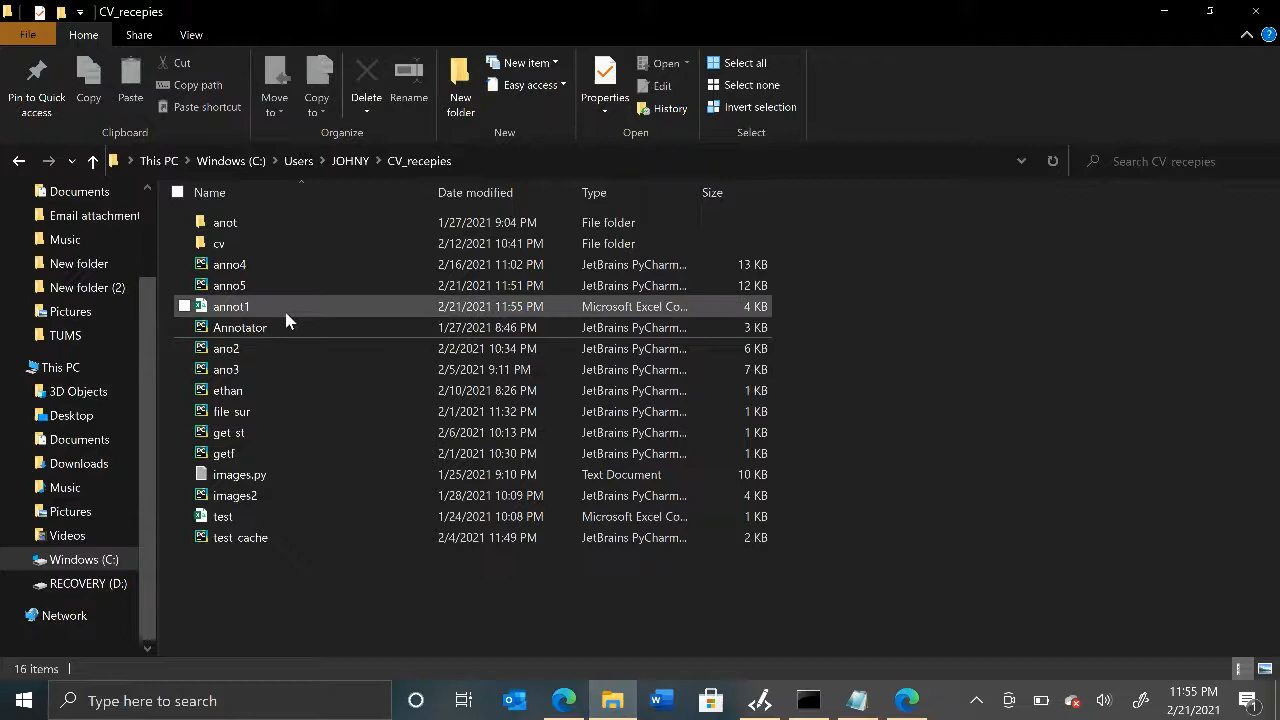 CV_recepies
File Home Share View
Cut
Copy path
Paste shortcut
Pin to Quick access
Copy
Paste
Clipboard
Move to
Copy to
Delete
Rename
Organize
New folder
New item
Easy access
New
Properties
Open
Edit
History
Open
Select all
Select none
Invert selection
Select
This PC Windows (C:) Users JOHNY CV_recepies
Search CV_recepies
Documents
Email attachment
Music
New folder
New folder (2)
Pictures
TUMS
This PC
3D Objects
Desktop
Documents
Downloads
Music
Pictures
Videos
Windows (C:)
RECOVERY (D:)
Network
Name Date modified Type Size
anot 1/27/2021 9:04 PM File folder
cv 2/12/2021 10:41 PM File folder
anno4 2/16/2021 11:02 PM JetBrains PyCharm... 13 KB
anno5 2/21/2021 11:51 PM JetBrains PyCharm... 12 KB
annot1 2/21/2021 11:55 PM Microsoft Excel Co... 4 KB
Annotator 1/27/2021 8:46 PM JetBrains PyCharm... 3 KB
ano2 2/2/2021 10:34 PM JetBrains PyCharm... 6 KB
ano3 2/5/2021 9:11 PM JetBrains PyCharm... 7 KB
ethan 2/10/2021 8:26 PM JetBrains PyCharm... 1 KB
file_sur 2/1/2021 11:32 PM JetBrains PyCharm... 1 KB
get_st 2/6/2021 10:13 PM JetBrains PyCharm... 1 KB
getf 2/1/2021 10:30 PM JetBrains PyCharm... 1 KB
images.py 1/25/2021 9:10 PM Text Document 10 KB
images2 1/28/2021 10:09 PM JetBrains PyCharm... 4 KB
test 1/24/2021 10:08 PM Microsoft Excel Co... 1 KB
test_cache 2/4/2021 11:49 PM JetBrains PyCharm... 2 KB
16 items
Type here to search
11:55 PM
2/21/2021
1